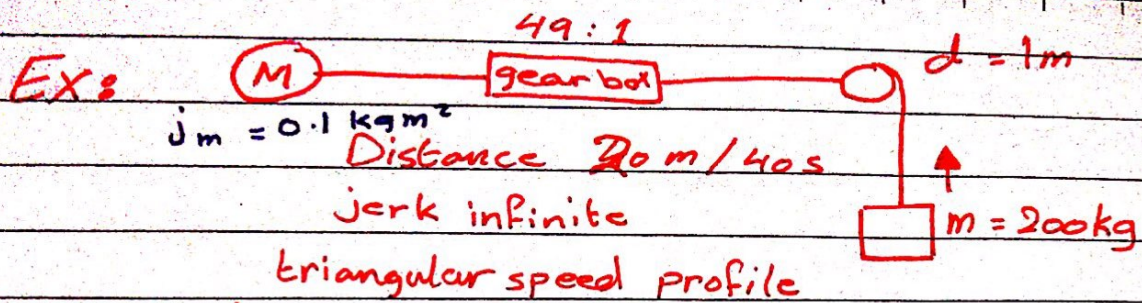 49 : 1
Ex: M gear box d = 1m
jm = 0.1 kgm²
Distance 20 m / 40s
jerk infinite
m = 200kg
triangular speed profile